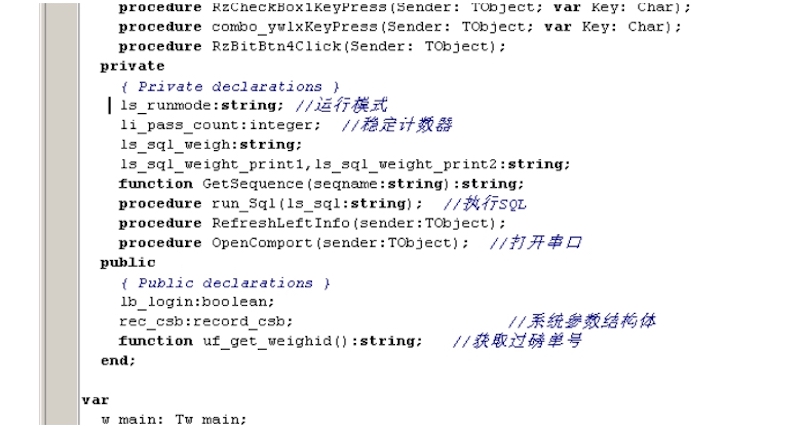 procedure RzCheckBox1KeyPress(Sender: TObject; var Key: Char);
procedure combo_ywlxKeyPress(Sender: TObject; var Key: Char);
procedure RzBitBtn4Click(Sender: TObject);
private
{ Private declarations }
ls_runmode:string; //运行模式
li_pass_count:integer; //稳定计数器
ls_sql_weigh:string;
ls_sql_weight_print1,ls_sql_weight_print2:string;
function GetSequence(seqname:string):string;
procedure run_Sql(ls_sql:string); //执行SQL
procedure RefreshLeftInfo(sender:TObject);
procedure OpenComport(sender:TObject); //打开串口
public
{ Public declarations }
lb_login:boolean;
rec_csb:record_csb; //系统参数结构体
function uf_get_weighid():string; //获取过磅单号
end;
var
w_main: Tw_main;